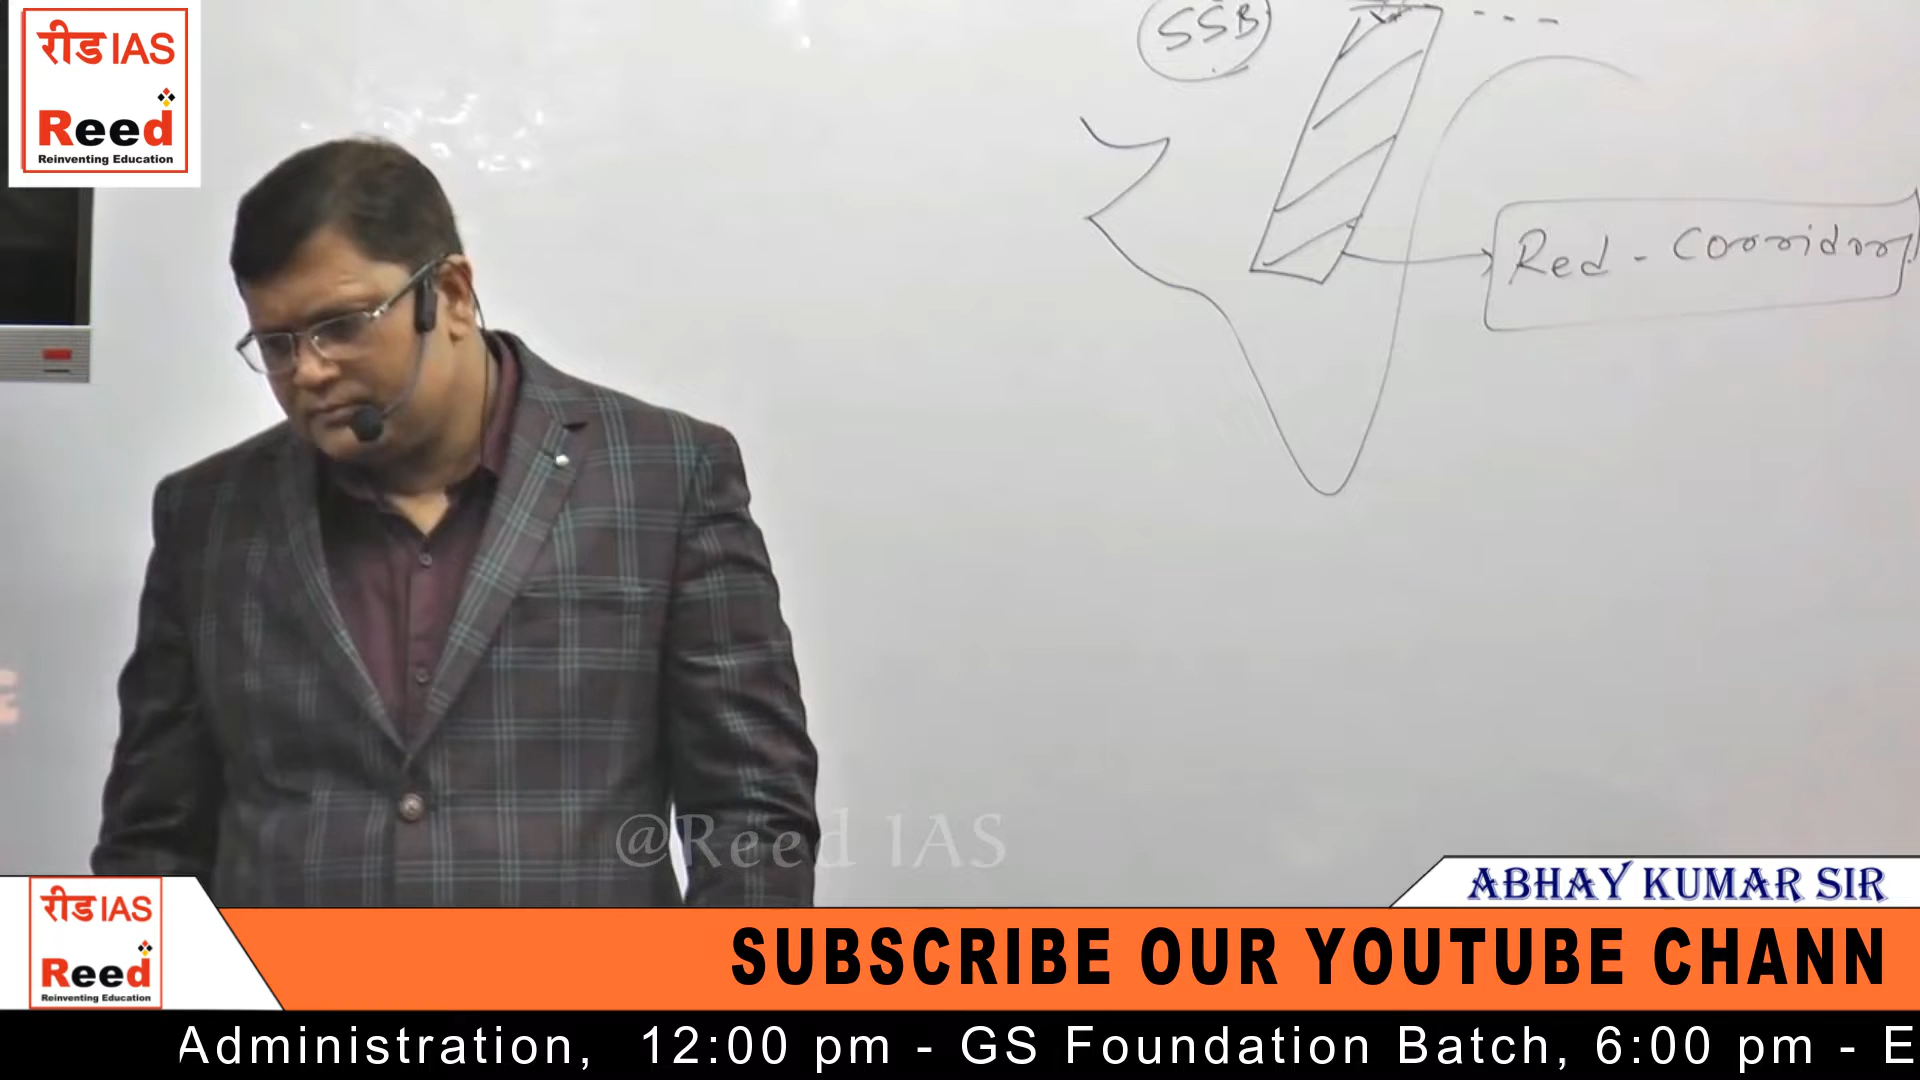 रीड IAS
Reed
Reinventing Education
SSB
Red - Corridor
@Reed IAS
ABHAY KUMAR SIR
रीड IAS
Reed
Reinventing Education
SUBSCRIBE OUR YOUTUBE CHANN
Administration, 12:00 pm - GS Foundation Batch, 6:00 pm - E